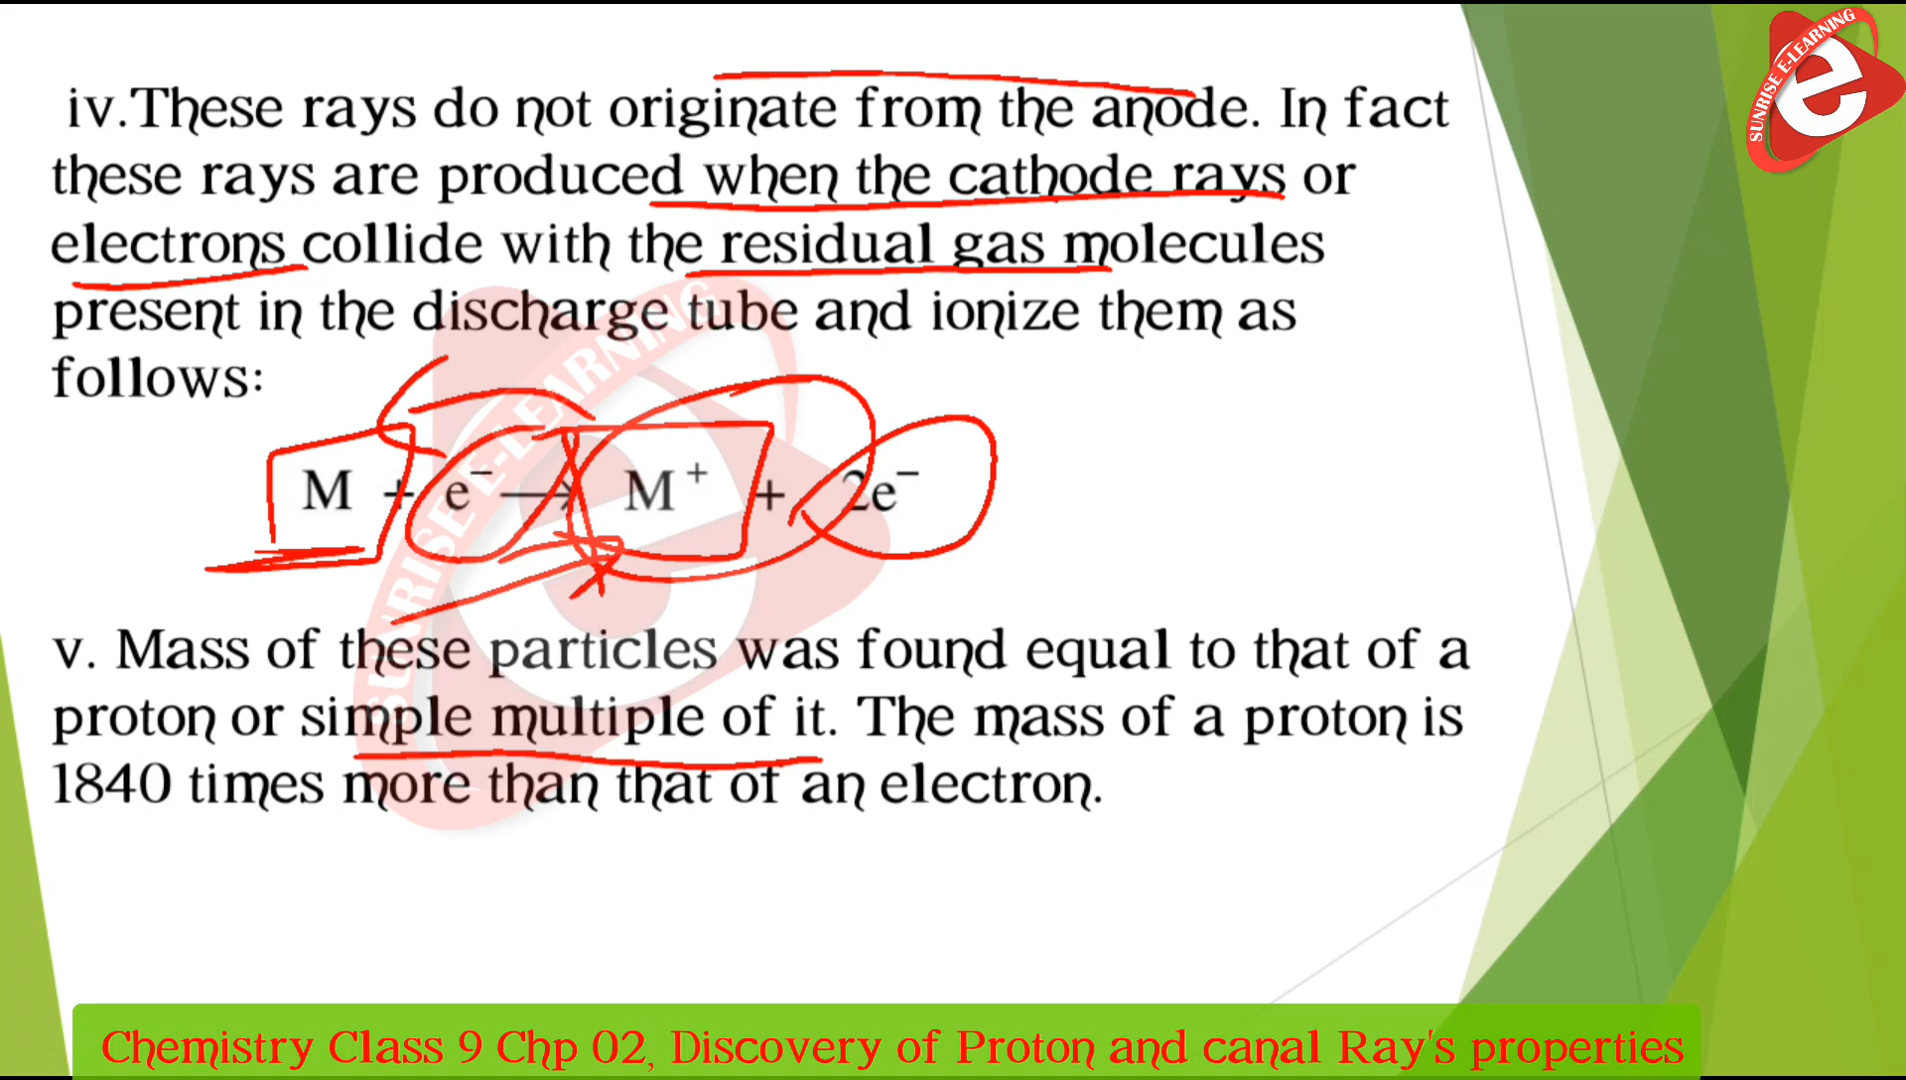 iv.These rays do not originate from the anode. In fact
these rays are produced when the cathode rays or
electrons collide with the residual gas molecules
present in the discharge tube and ionize them as
follows:
M + e⁻ → M⁺ + 2e⁻
v. Mass of these particles was found equal to that of a
proton or simple multiple of it. The mass of a proton is
1840 times more than that of an electron.
Chemistry Class 9 Chp 02, Discovery of Proton and canal Ray's properties
SUNRISE E-LEARNING
SUNRISE E-LEARNING